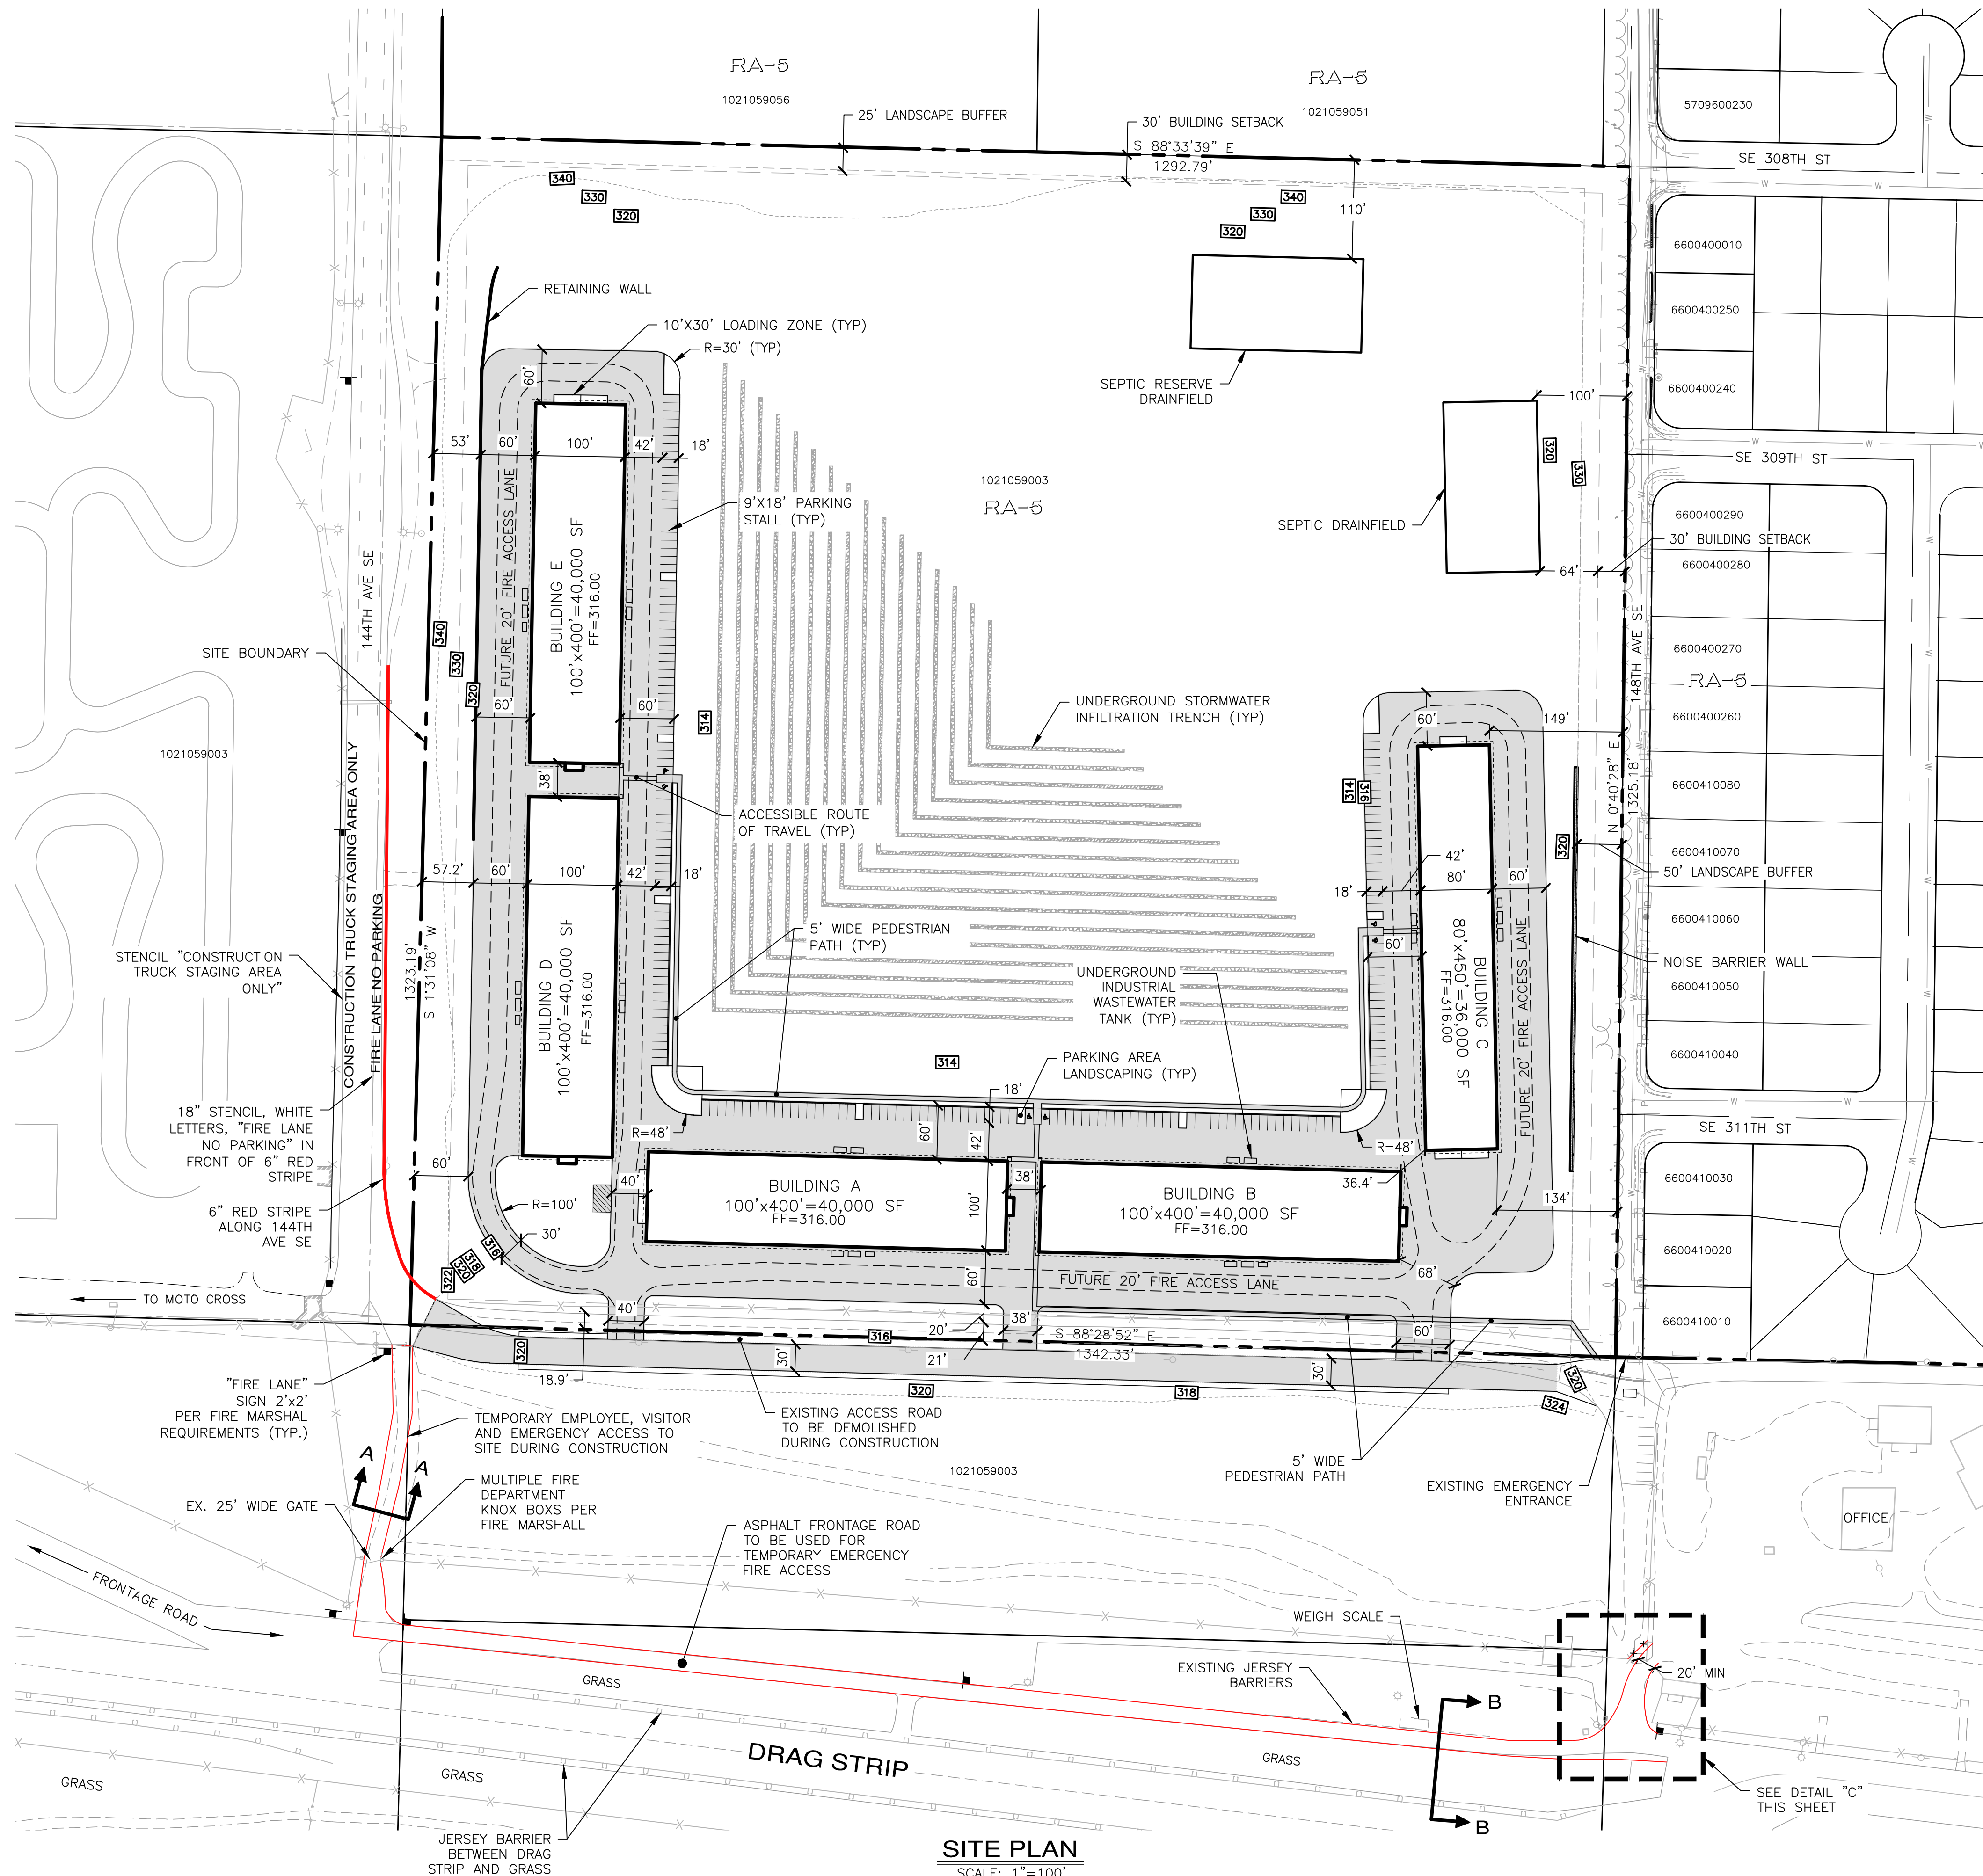 RA-5
1021059056
RA-5
1021059051
25' LANDSCAPE BUFFER
30' BUILDING SETBACK
S 88°33'39" E
1292.79'
5709600230
SE 308TH ST
W
W
W
W
340
330
320
340
330
320
110'
6600400010
6600400250
6600400240
RETAINING WALL
10'X30' LOADING ZONE (TYP)
R=30' (TYP)
60'
SEPTIC RESERVE
DRAINFIELD
100'
53'
60'
100'
42'
18'
320
330
W
W
W
W
SE 309TH ST
1021059003
RA-5
9'X18' PARKING
STALL (TYP)
SEPTIC DRAINFIELD
6600400290
30' BUILDING SETBACK
6600400280
64'
144TH AVE SE
FUTURE 20' FIRE ACCESS LANE
BUILDING E
100'x400'=40,000 SF
FF=316.00
148TH AVE SE
6600400270
RA-5
6600400260
SITE BOUNDARY
340
330
320
60'
60'
314
UNDERGROUND STORMWATER
INFILTRATION TRENCH (TYP)
60'
149'
N 0°40'28" E
1325.18'
1021059003
38'
314
316
6600410080
ACCESSIBLE ROUTE
OF TRAVEL (TYP)
320
6600410070
50' LANDSCAPE BUFFER
57.2'
60'
100'
42'
18'
42'
80'
60'
18'
6600410060
CONSTRUCTION TRUCK STAGING AREA ONLY
FIRE LANE NO PARKING
1323.19'
S 1°31'08" W
BUILDING D
100'x400'=40,000 SF
FF=316.00
5' WIDE PEDESTRIAN
PATH (TYP)
60'
BUILDING C
80'x450'=36,000 SF
FF=316.00
FUTURE 20' FIRE ACCESS LANE
NOISE BARRIER WALL
6600410050
STENCIL "CONSTRUCTION
TRUCK STAGING AREA
ONLY"
UNDERGROUND
INDUSTRIAL
WASTEWATER
TANK (TYP)
6600410040
314
PARKING AREA
LANDSCAPING (TYP)
18" STENCIL, WHITE
LETTERS, "FIRE LANE
NO PARKING" IN
FRONT OF 6" RED
STRIPE
18'
R=48'
60'
42'
R=48'
W
W
SE 311TH ST
60'
40'
BUILDING A
100'x400'=40,000 SF
FF=316.00
38'
100'
BUILDING B
100'x400'=40,000 SF
FF=316.00
36.4'
134'
6600410030
6" RED STRIPE
ALONG 144TH
AVE SE
R=100'
30'
316
318
320
322
60'
FUTURE 20' FIRE ACCESS LANE
68'
6600410020
TO MOTO CROSS
40'
20'
38'
21'
316
S 88°28'52" E
1342.33'
60'
6600410010
320
30'
30'
18.9'
320
318
320
324
"FIRE LANE"
SIGN 2'x2'
PER FIRE MARSHAL
REQUIREMENTS (TYP.)
TEMPORARY EMPLOYEE, VISITOR
AND EMERGENCY ACCESS TO
SITE DURING CONSTRUCTION
EXISTING ACCESS ROAD
TO BE DEMOLISHED
DURING CONSTRUCTION
1021059003
5' WIDE
PEDESTRIAN PATH
EXISTING EMERGENCY
ENTRANCE
A
A
EX. 25' WIDE GATE
MULTIPLE FIRE
DEPARTMENT
KNOX BOXS PER
FIRE MARSHALL
ASPHALT FRONTAGE ROAD
TO BE USED FOR
TEMPORARY EMERGENCY
FIRE ACCESS
OFFICE
FRONTAGE ROAD
WEIGH SCALE
20' MIN
EXISTING JERSEY
BARRIERS
GRASS
B
DRAG STRIP
GRASS
GRASS
GRASS
SEE DETAIL "C"
THIS SHEET
B
JERSEY BARRIER
BETWEEN DRAG
STRIP AND GRASS
SITE PLAN
SCALE: 1"=100'